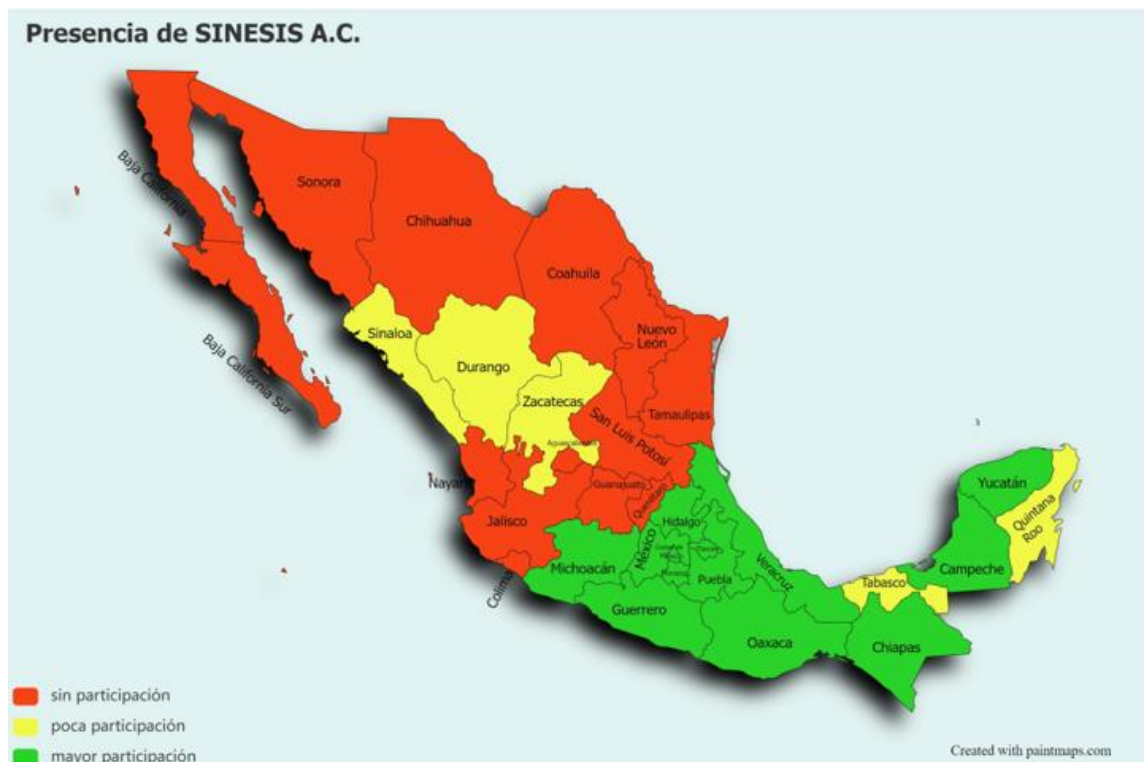 Presencia de SINESIS A.C.
Baja California
Sonora
Chihuahua
Coahuila
Nuevo
León
Tamaulipas
Baja California Sur
Sinaloa
Durango
Zacatecas
Aguascalientes
San Luis Potosí
Nayarit
Jalisco
Guanajuato
Querétaro
Colima
Michoacán
México
Hidalgo
Puebla
Veracruz
Guerrero
Oaxaca
Tabasco
Chiapas
Campeche
Yucatán
Quintana
Roo
sin participación
poca participación
mayor participación
Created with paintmaps.com